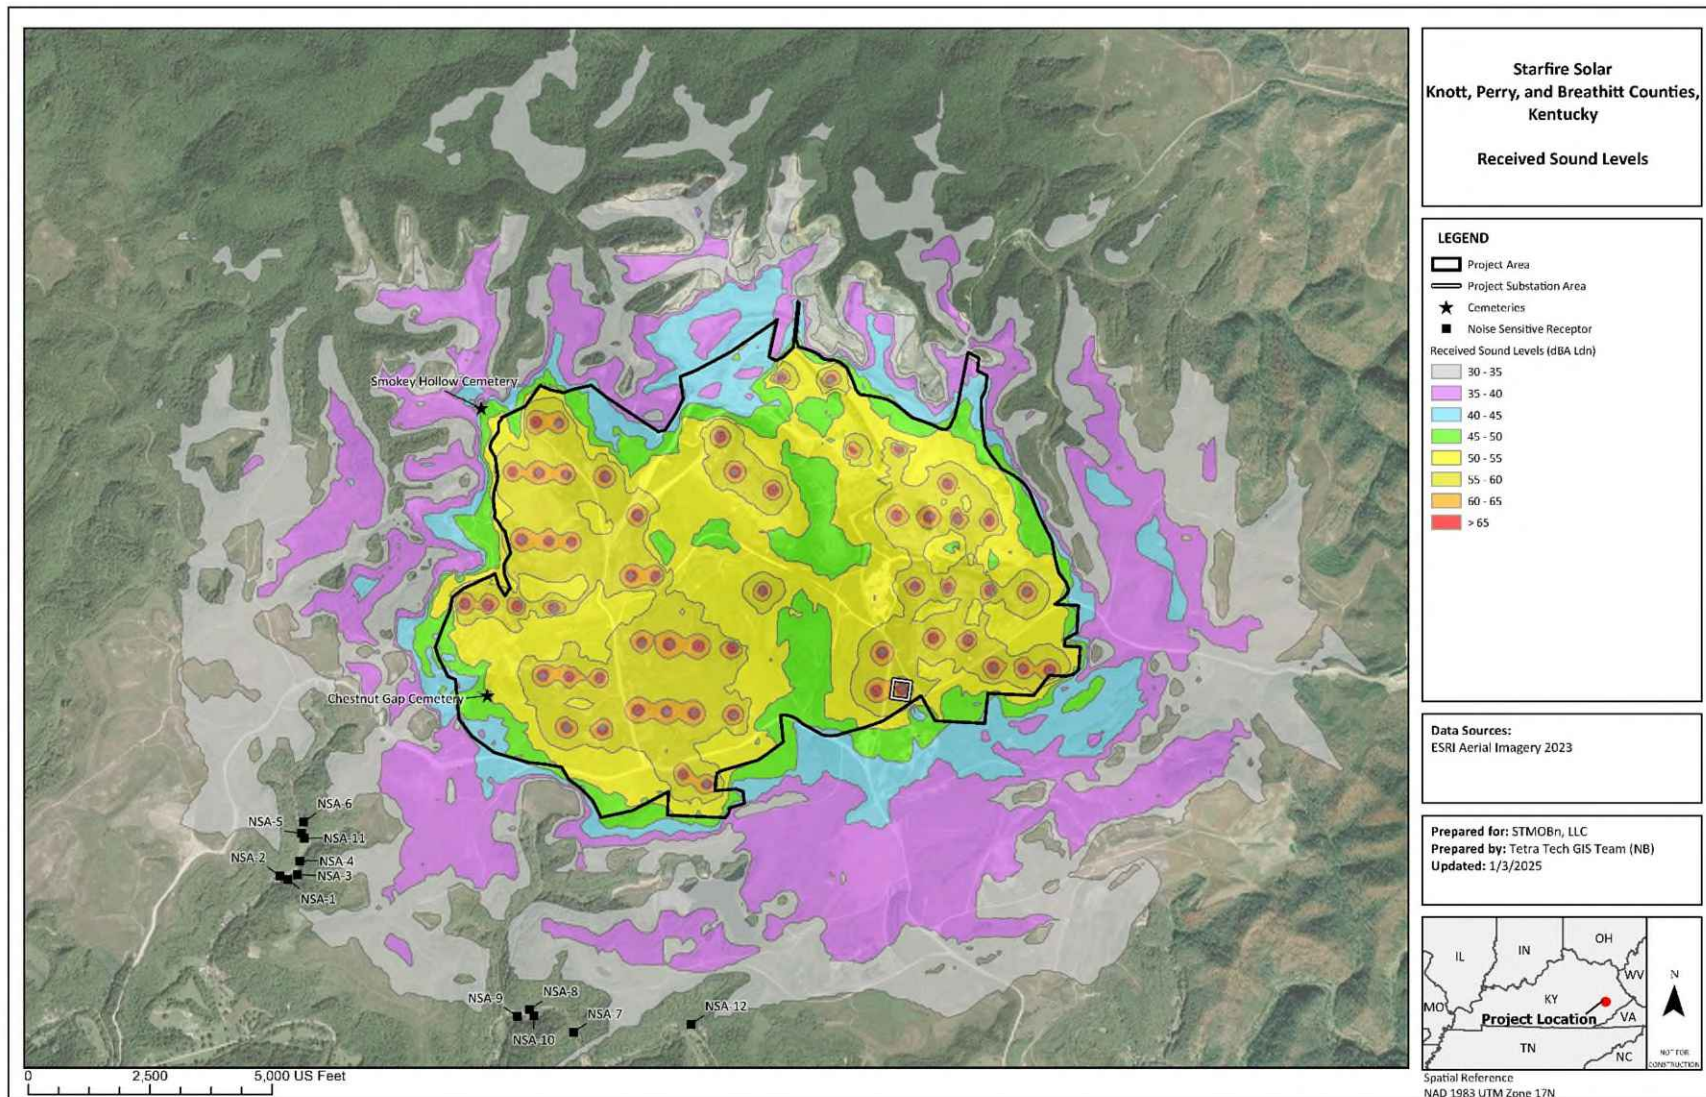 Starfire Solar
Knott, Perry, and Breathitt Counties,
Kentucky
Received Sound Levels
LEGEND
Project Area
Project Substation Area
Cemeteries
Noise Sensitive Receptor
Received Sound Levels (dBA Ldn)
30 - 35
35 - 40
40 - 45
45 - 50
50 - 55
55 - 60
60 - 65
> 65
Data Sources:
ESRI Aerial Imagery 2023
Prepared for: STMOBn, LLC
Prepared by: Tetra Tech GIS Team (NB)
Updated: 1/3/2025
IL
IN
OH
WV
MO
KY
VA
Project Location
TN
NC
N
NOT FOR
CONSTRUCTION
Spatial Reference
NAD 1983 UTM Zone 17N
Smokey Hollow Cemetery
Chestnut Gap Cemetery
NSA-6
NSA-5
NSA-11
NSA-2
NSA-4
NSA-3
NSA-1
NSA-9
NSA-8
NSA-7
NSA-10
NSA-12
0 2,500 5,000 US Feet